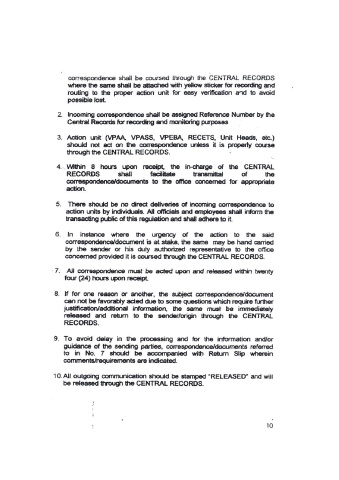 correspondence shall be coursed through the CENTRAL RECORDS
where the same shall be attached with yellow sticker for recording and
routing to the proper action unit for easy verification and to avoid
possible lost.
2. Incoming correspondence shall be assigned Reference Number by the
Central Records for recording and monitoring purposes
3. Action unit (VPAA, VPASS, VPEBA, RECETS, Unit Heads, etc.)
should not act on the correspondence unless it is properly course
through the CENTRAL RECORDS.
4. Within 8 hours upon receipt, the in-charge of the CENTRAL
RECORDS shall facilitate transmittal of the
correspondence/documents to the office concerned for appropriate
action.
5. There should be no direct deliveries of incoming correspondence to
action units by individuals. All officials and employees shall inform the
transacting public of this regulation and shall adhere to it.
6. In instance where the urgency of the action to the said
correspondence/document is at stake, the same may be hand carried
by the sender or his duly authorized representative to the office
concerned provided it is coursed through the CENTRAL RECORDS.
7. All correspondence must be acted upon and released within twenty
four (24) hours upon receipt.
8. If for one reason or another, the subject correspondence/document
can not be favorably acted due to some questions which require further
justification/additional information, the same must be immediately
released and return to the sender/origin through the CENTRAL
RECORDS.
9. To avoid delay in the processing and for the information and/or
guidance of the sending parties, correspondence/documents referred
to in No. 7 should be accompanied with Return Slip wherein
comments/requirements are indicated.
10. All outgoing communication should be stamped "RELEASED" and will
be released through the CENTRAL RECORDS.
10